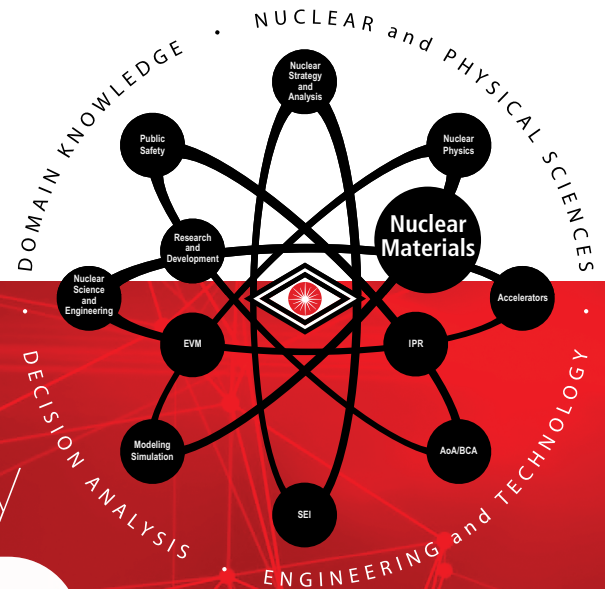 DOMAIN KNOWLEDGE · NUCLEAR and PHYSICAL SCIENCES
Nuclear
Strategy
and
Analysis
Public
Safety
Nuclear
Physics
Nuclear
Materials
Research
and
Development
Nuclear
Science
and
Engineering
Accelerators
EVM
IPR
Modeling
Simulation
AoA/BCA
SEI
· DECISION ANALYSIS · ENGINEERING and TECHNOLOGY ·